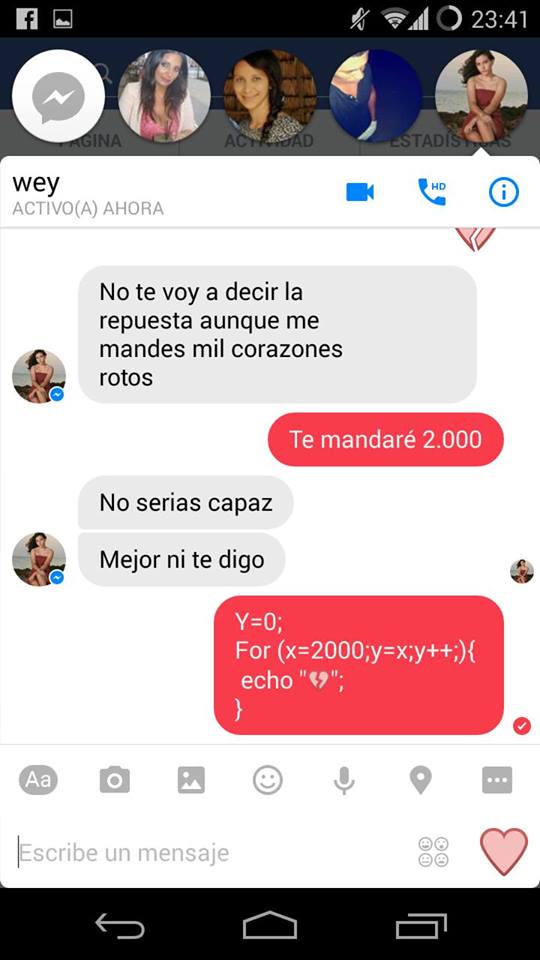 23:41
PÁGINA ACTIVIDAD ESTADÍSTICAS
wey
ACTIVO(A) AHORA
HD
No te voy a decir la
repuesta aunque me
mandes mil corazones
rotos
Te mandaré 2.000
No serias capaz
Mejor ni te digo
Y=0;
For (x=2000;y=x;y++;){
echo "💔";
}
Aa
Escribe un mensaje